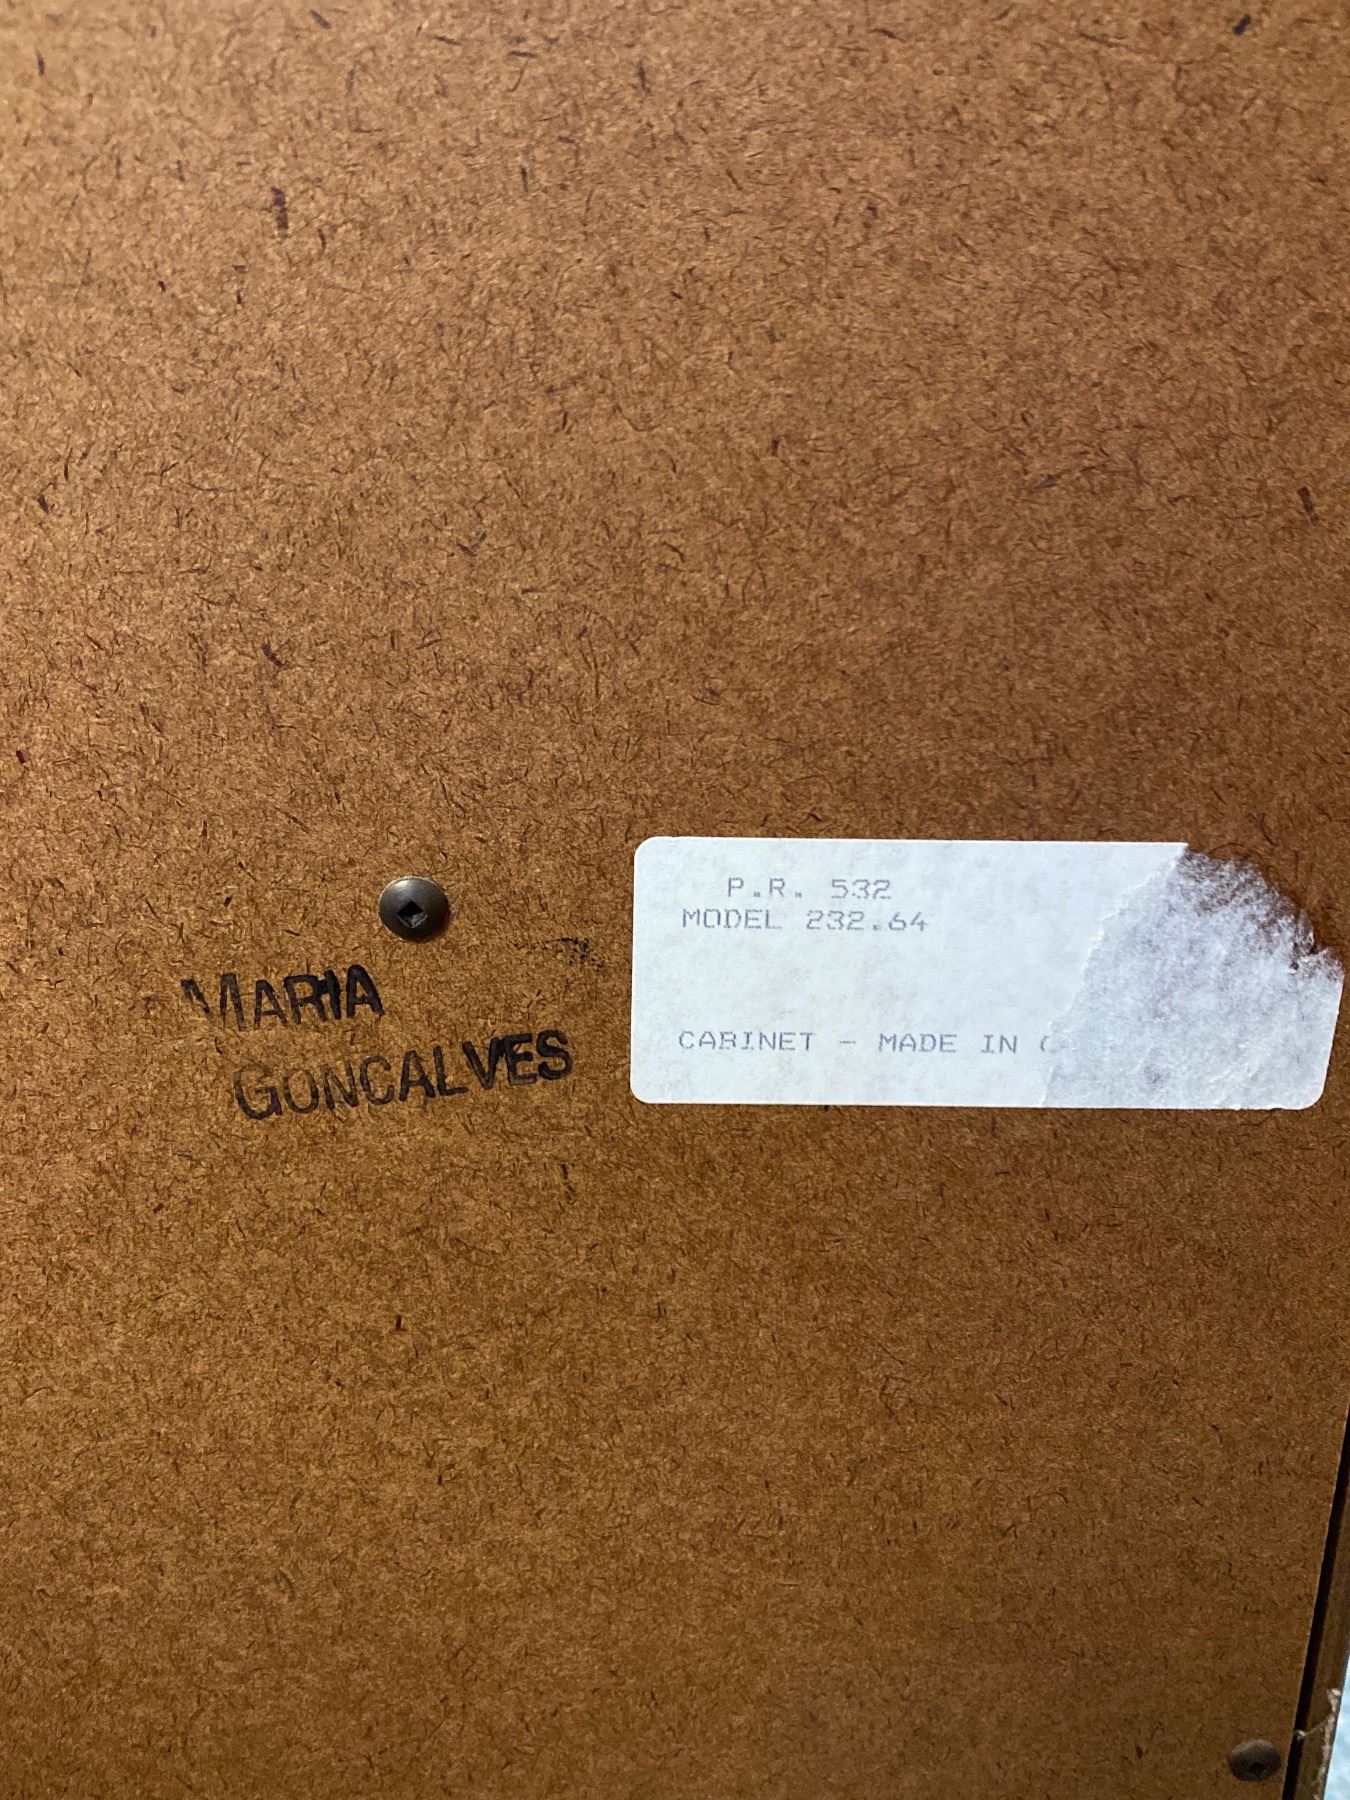 MARIA
GONCALVES
P.R. 532
MODEL 232.64
CABINET - MADE IN